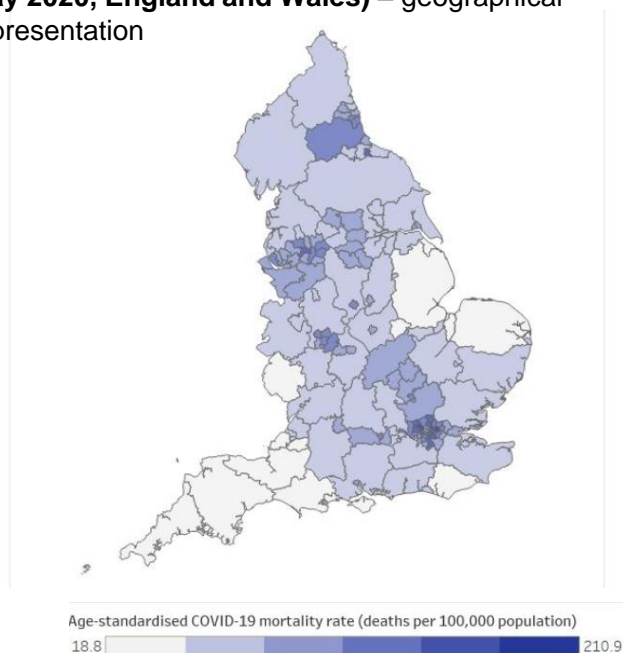 ay 2020, England and Wales) – geographical
presentation
Age-standardised COVID-19 mortality rate (deaths per 100,000 population)
18.8 210.9